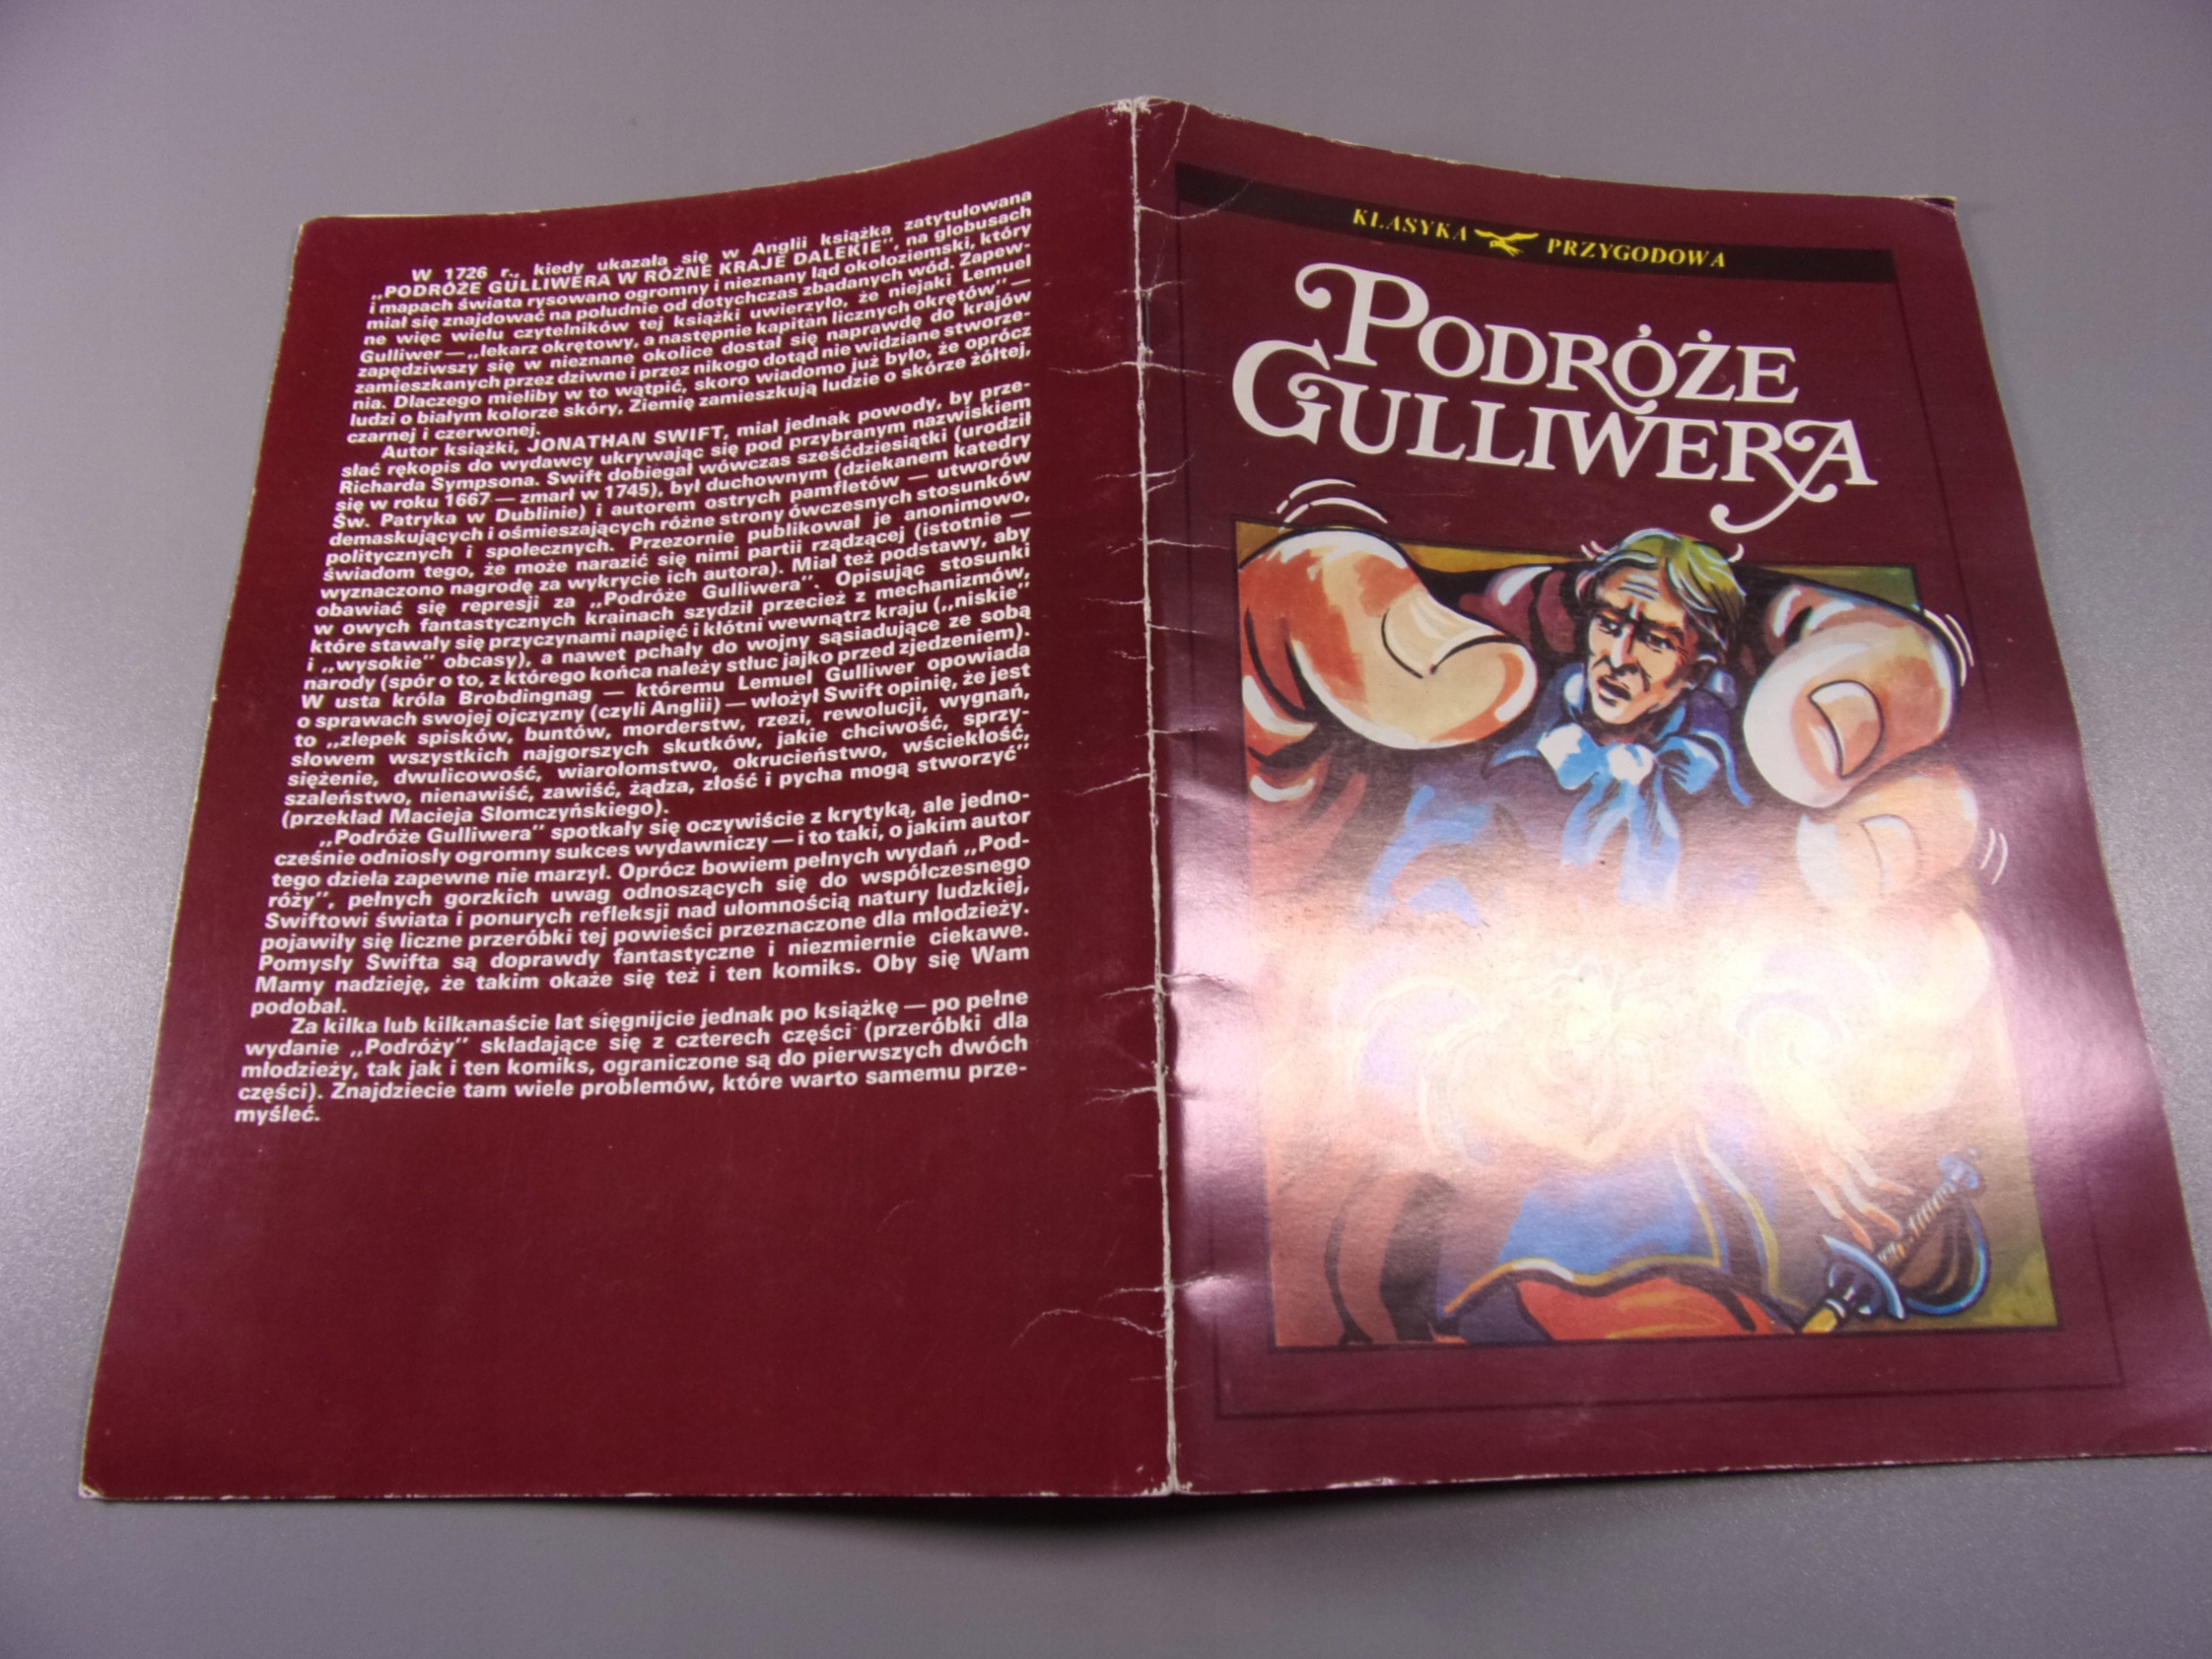 W 1726 r., kiedy ukazała się w Anglii książka zatytułowana
„PODRÓŻE GULLIWERA W RÓŻNE KRAJE DALEKIE”, na globusach
i mapach świata rysowano ogromny i nieznany ląd okołoziemski, który
miał się znajdować na południe od dotychczas zbadanych wód. Zapew-
ne więc wielu czytelników tej książki uwierzyło, że niejaki Lemuel
Gulliwer — „lekarz okrętowy, a następnie kapitan licznych okrętów” —
zapędziwszy się w nieznane okolice dostał się naprawdę do krajów
zamieszkanych przez dziwne i przez nikogo dotąd nie widziane stworze-
nia. Dlaczego mieliby w to wątpić, skoro wiadomo już było, że oprócz
ludzi o białym kolorze skóry, Ziemię zamieszkują ludzie o skórze żółtej,
czarnej i czerwonej.
Autor książki, JONATHAN SWIFT, miał jednak powody, by prze-
słać rękopis do wydawcy ukrywając się pod przybranym nazwiskiem
Richarda Sympsona. Swift dobiegał wówczas sześćdziesiątki (urodził
się w roku 1667 — zmarł w 1745), był duchownym (dziekanem katedry
Św. Patryka w Dublinie) i autorem ostrych pamfletów — utworów
demaskujących i ośmieszających różne strony ówczesnych stosunków
politycznych i społecznych. Przezornie publikował je anonimowo,
świadom tego, że może narazić się nimi partii rządzącej (istotnie —
wyznaczono nagrodę za wykrycie ich autora). Miał też podstawy, aby
obawiać się represji za „Podróże Gulliwera”. Opisując stosunki
w owych fantastycznych krainach szydził przecież z mechanizmów,
które stawały się przyczynami napięć i kłótni wewnątrz kraju („niskie”
i „wysokie” obcasy), a nawet pchały do wojny sąsiadujące ze sobą
narody (spór o to, z którego końca należy stłuc jajko przed zjedzeniem).
W usta króla Brobdingnag — któremu Lemuel Gulliwer opowiada
o sprawach swojej ojczyzny (czyli Anglii) — włożył Swift opinię, że jest
to „zlepek spisków, buntów, morderstw, rzezi, rewolucji, wygnań,
słowem wszystkich najgorszych skutków, jakie chciwość, sprzy-
siężenie, dwulicowość, wiarołomstwo, okrucieństwo, wściekłość,
szaleństwo, nienawiść, zawiść, żądza, złość i pycha mogą stworzyć”
(przekład Macieja Słomczyńskiego).
„Podróże Gulliwera” spotkały się oczywiście z krytyką, ale jedno-
cześnie odniosły ogromny sukces wydawniczy — i to taki, o jakim autor
tego dzieła zapewne nie marzył. Oprócz bowiem pełnych wydań „Pod-
róży”, pełnych gorzkich uwag odnoszących się do współczesnego
Swiftowi świata i ponurych refleksji nad ułomnością natury ludzkiej,
pojawiły się liczne przeróbki tej powieści przeznaczone dla młodzieży.
Pomysły Swifta są doprawdy fantastyczne i niezmiernie ciekawe.
Mamy nadzieję, że takim okaże się też i ten komiks. Oby się Wam
podobał.
Za kilka lub kilkanaście lat sięgnijcie jednak po książkę — po pełne
wydanie „Podróży” składające się z czterech części (przeróbki dla
młodzieży, tak jak i ten komiks, ograniczone są do pierwszych dwóch
części). Znajdziecie tam wiele problemów, które warto samemu prze-
myśleć.
KLASYKA PRZYGODOWA
PODRÓŻE
GULLIWERA